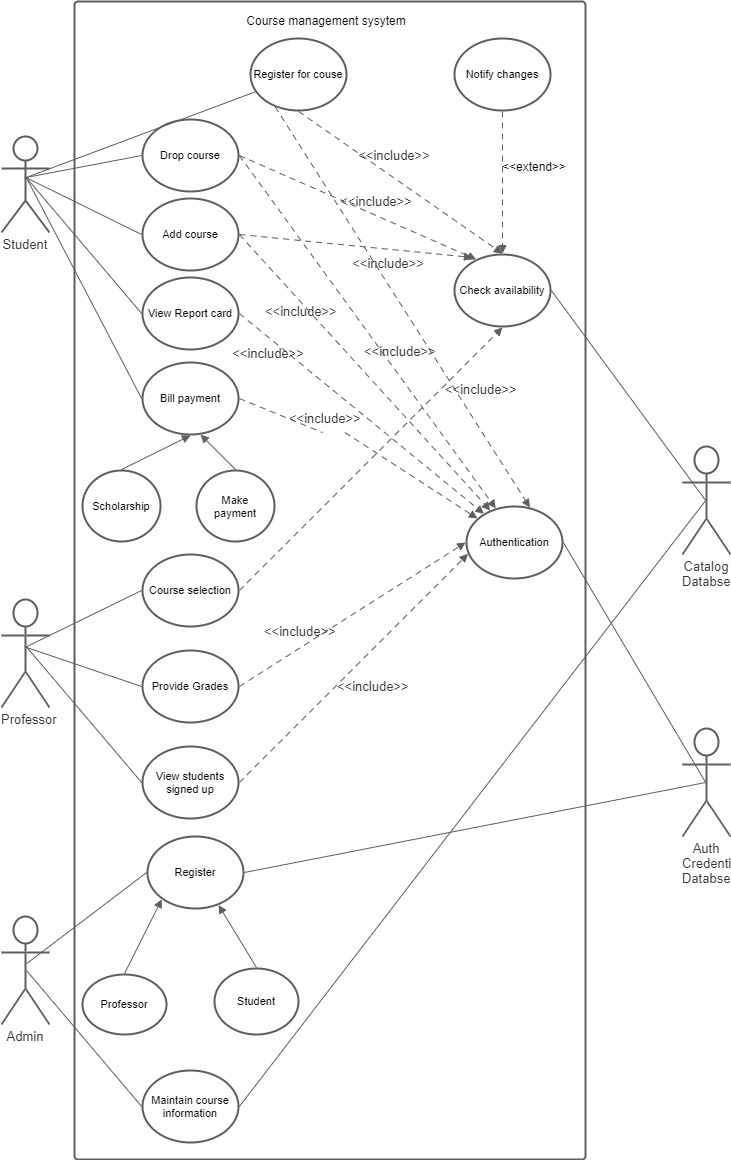 Course management sysytem
Register for couse
Notify changes
<<include>>
Drop course
<<extend>>
<<include>>
Student
Add course
<<include>>
Check availability
View Report card
<<include>>
<<include>>
<<include>>
<<include>>
Bill payment
<<include>>
Scholarship
Make
payment
Authentication
Catalog
Databse
Course selection
<<include>>
Professor
Provide Grades
<<include>>
View students
signed up
Auth
Credenti
Databse
Register
Professor
Student
Admin
Maintain course
information